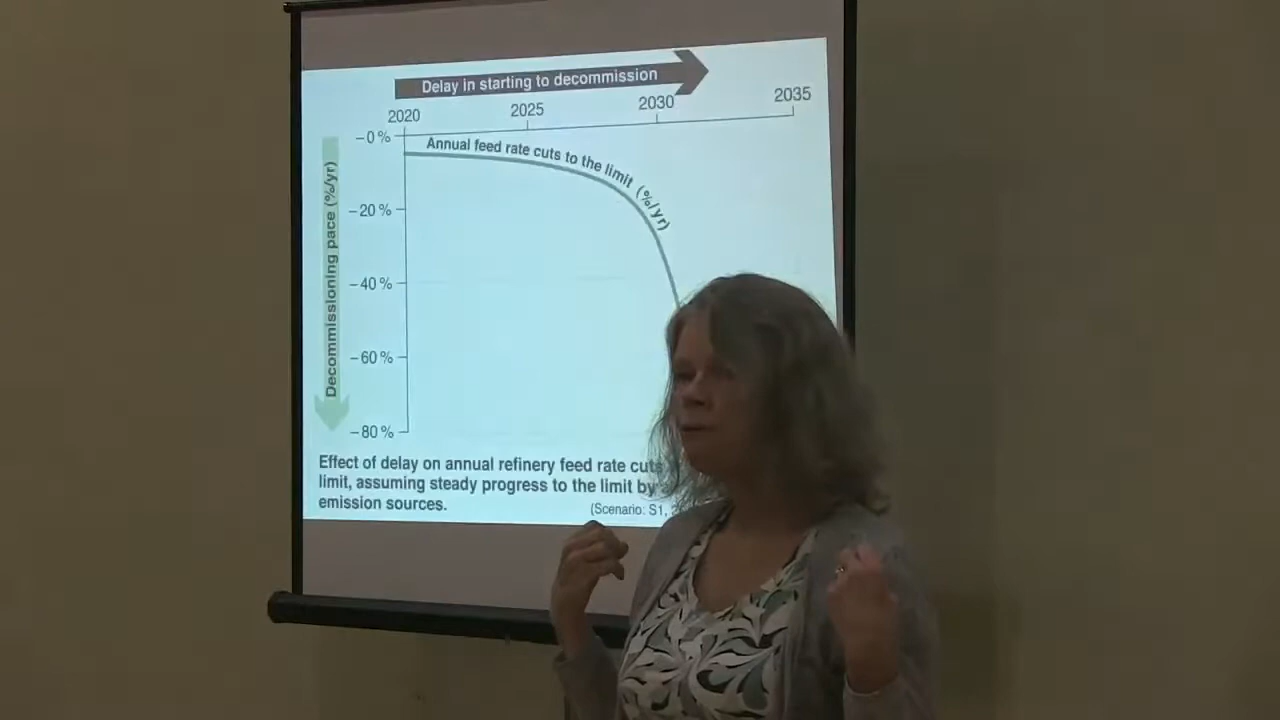 Delay in starting to decommission
2020 2025 2030 2035
Decommissioning pace (%/yr)
–0%
–20%
–40%
–60%
–80%
Annual feed rate cuts to the limit (%/yr)
Effect of delay on annual refinery feed rate cuts
limit, assuming steady progress to the limit by
emission sources.
(Scenario: S1,